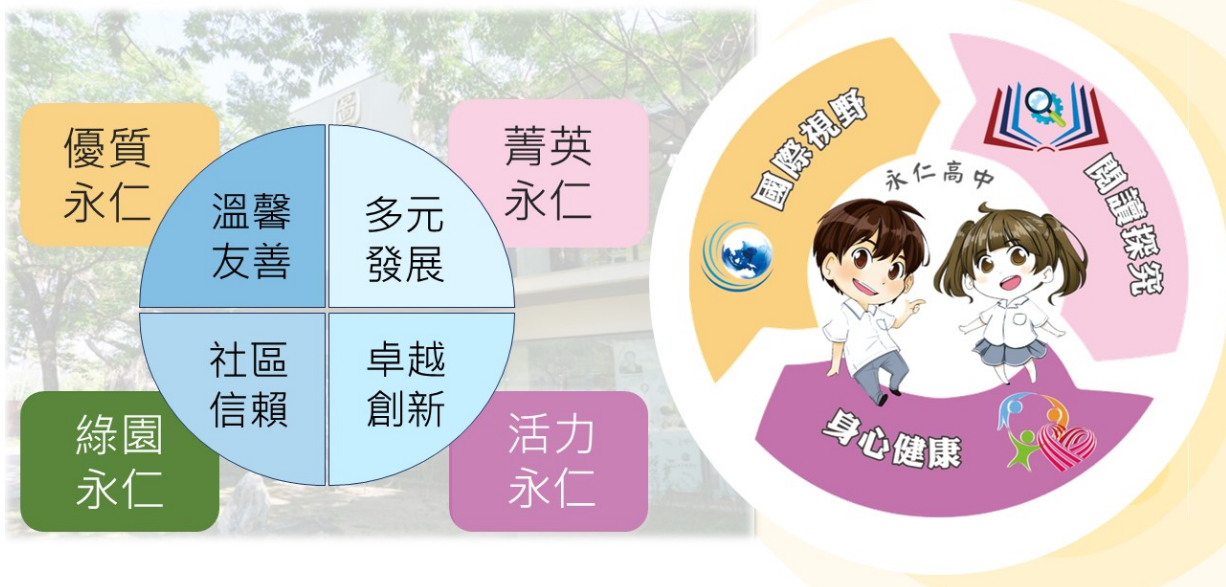 優質
永仁
菁英
永仁
溫馨
友善
多元
發展
社區
信賴
卓越
創新
綠園
永仁
活力
永仁
國際視野
閱讀探究
永仁高中
身心健康
圖